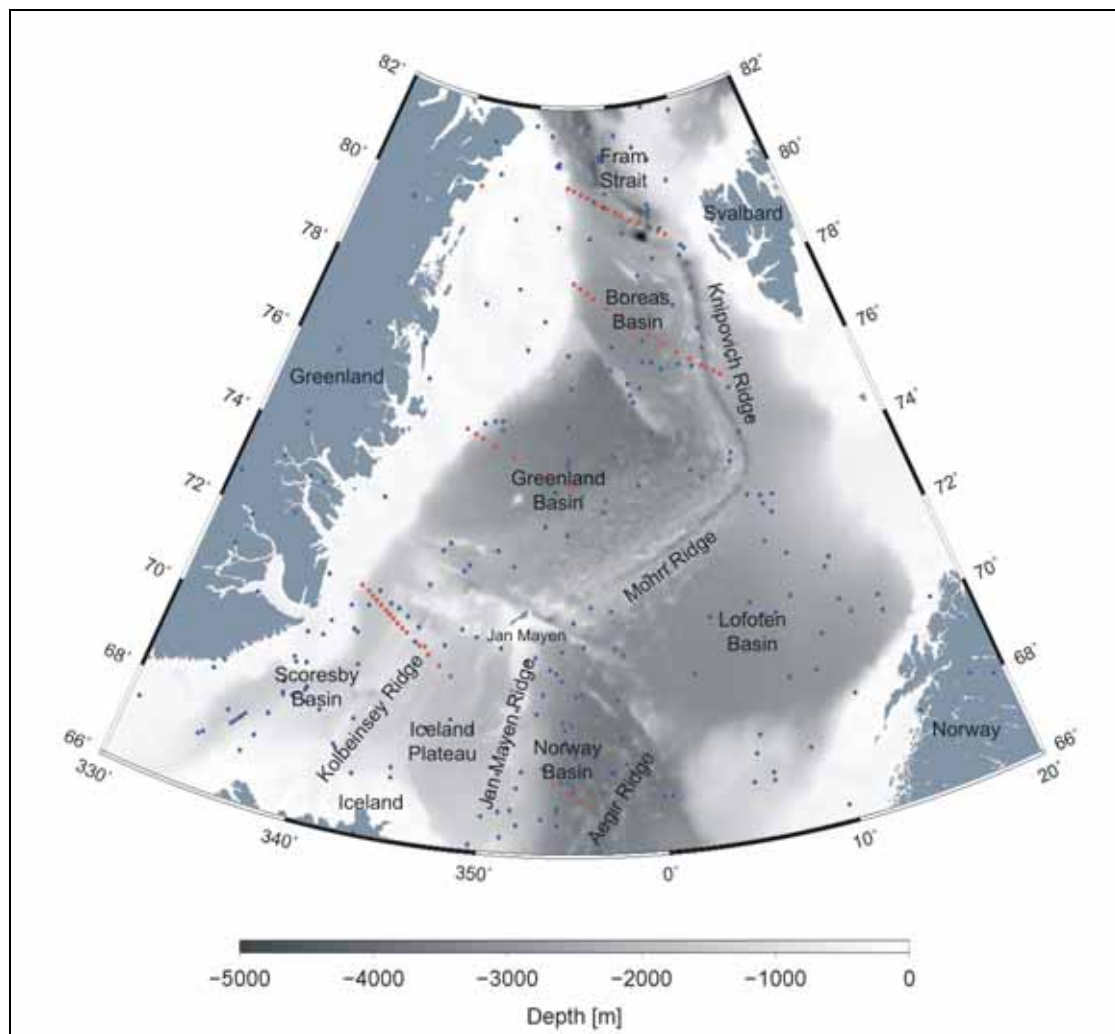 82°
82°
80°
80°
Fram
Strait
Svalbard
78°
78°
Knipovich Ridge
76°
76°
Boreas
Basin
Greenland
74°
74°
72°
72°
Greenland
Basin
Mohn Ridge
70°
70°
Jan Mayen
Lofoten
Basin
68°
68°
Scoresby
Basin
Kolbeinsey Ridge
Iceland
Plateau
Jan Mayen Ridge
Norway
Basin
Aegir Ridge
Norway
66°
66°
330°
20°
Iceland
340°
10°
350°
0°
−5000 −4000 −3000 −2000 −1000 0
Depth [m]